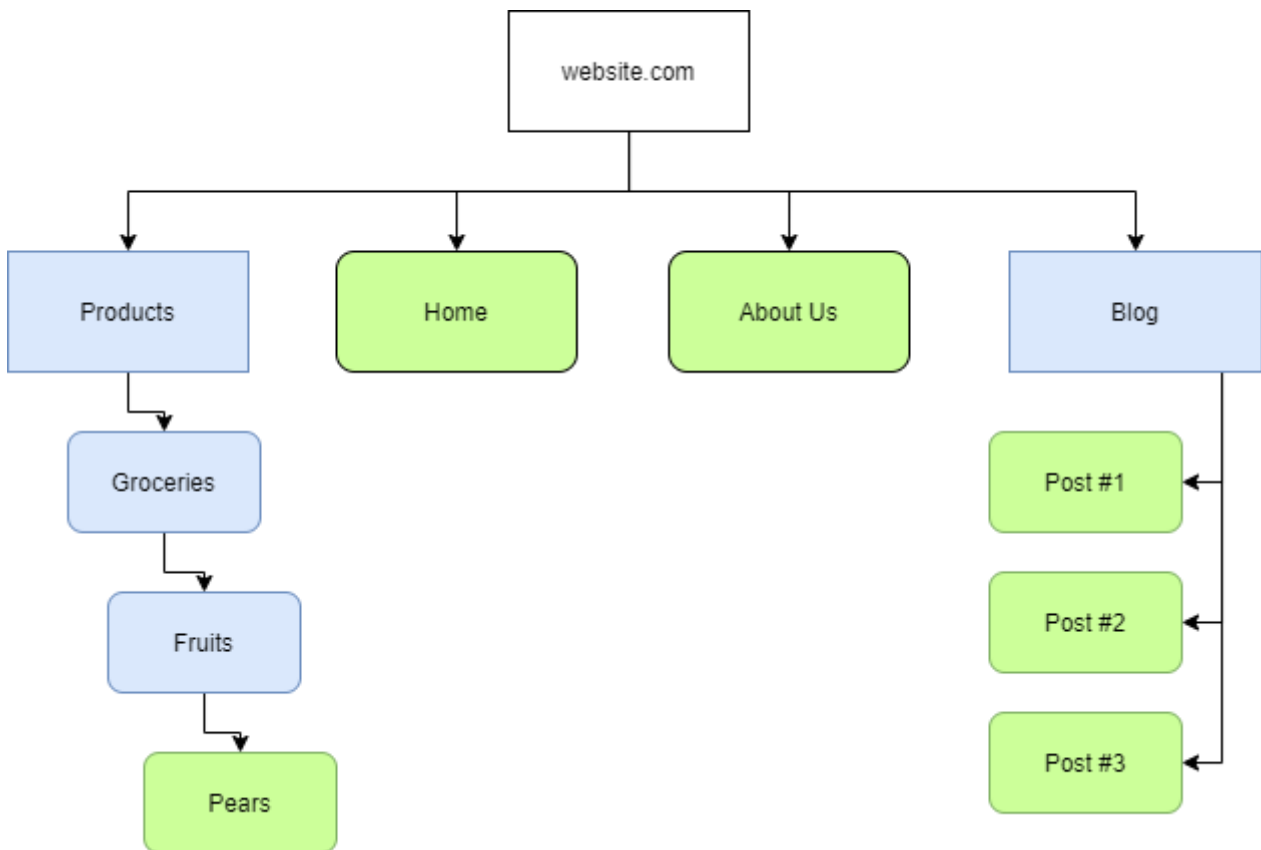 website.com
Products
Home
About Us
Blog
Groceries
Post #1
Fruits
Post #2
Pears
Post #3